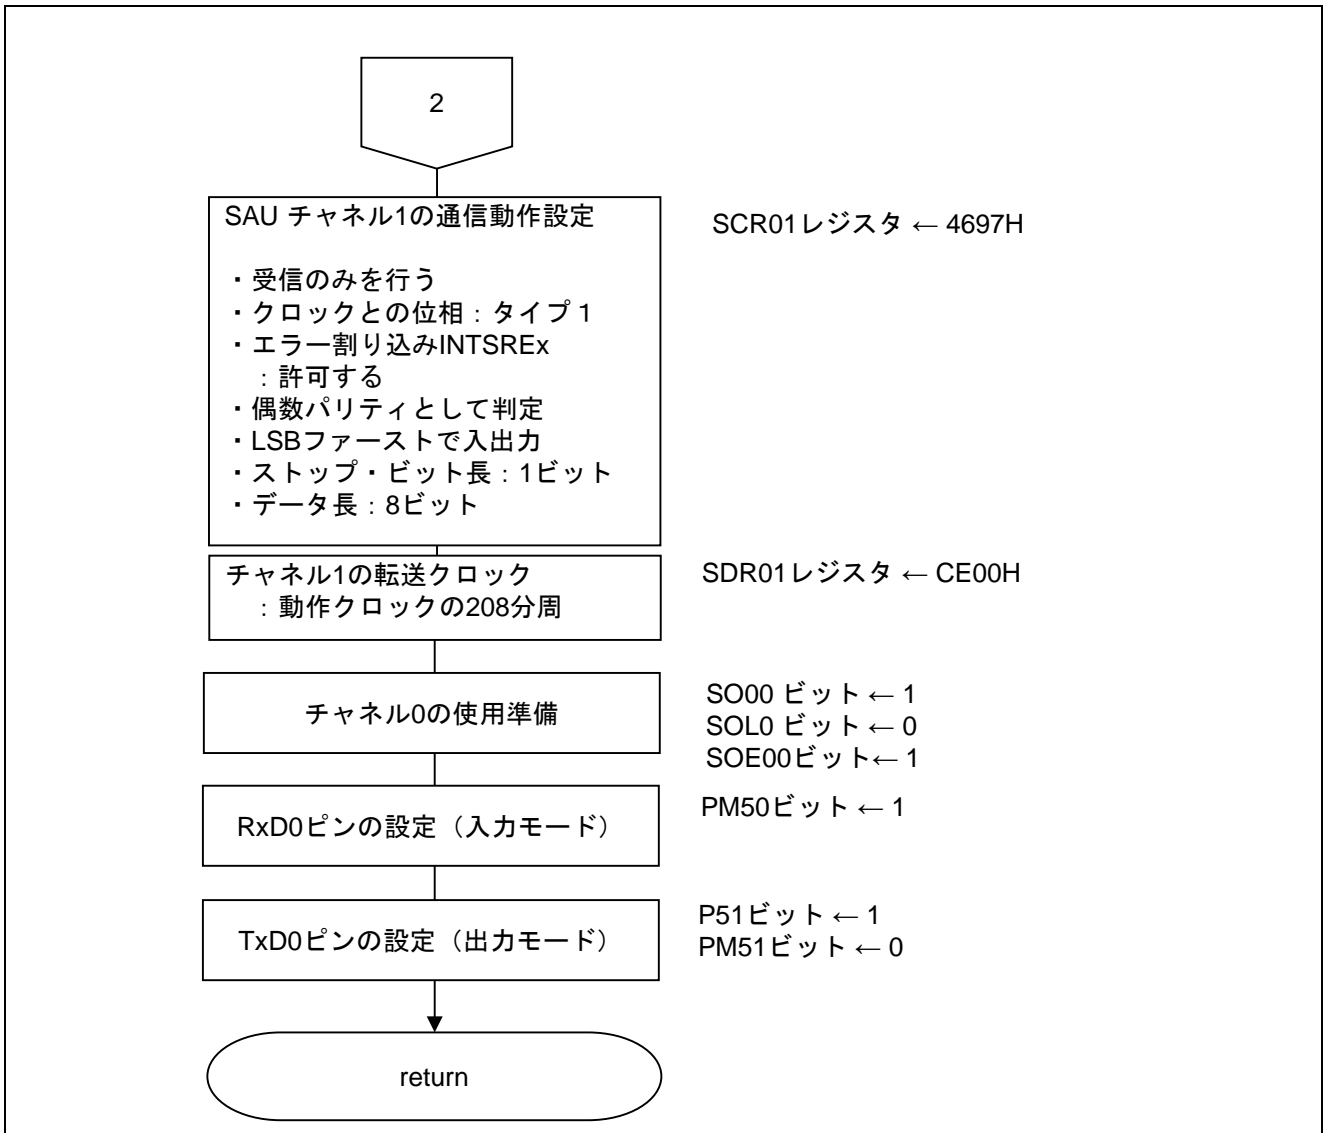 2
SAU チャネル1の通信動作設定
SCR01レジスタ ← 4697H
・受信のみを行う
・クロックとの位相：タイプ１
・エラー割り込みINTSREx
：許可する
・偶数パリティとして判定
・LSBファーストで入出力
・ストップ・ビット長：1ビット
・データ長：8ビット
チャネル1の転送クロック
：動作クロックの208分周
SDR01レジスタ ← CE00H
チャネル0の使用準備
SO00 ビット ← 1
SOL0 ビット ← 0
SOE00ビット← 1
RxD0ピンの設定（入力モード）
PM50ビット ← 1
TxD0ピンの設定（出力モード）
P51ビット ← 1
PM51ビット ← 0
return